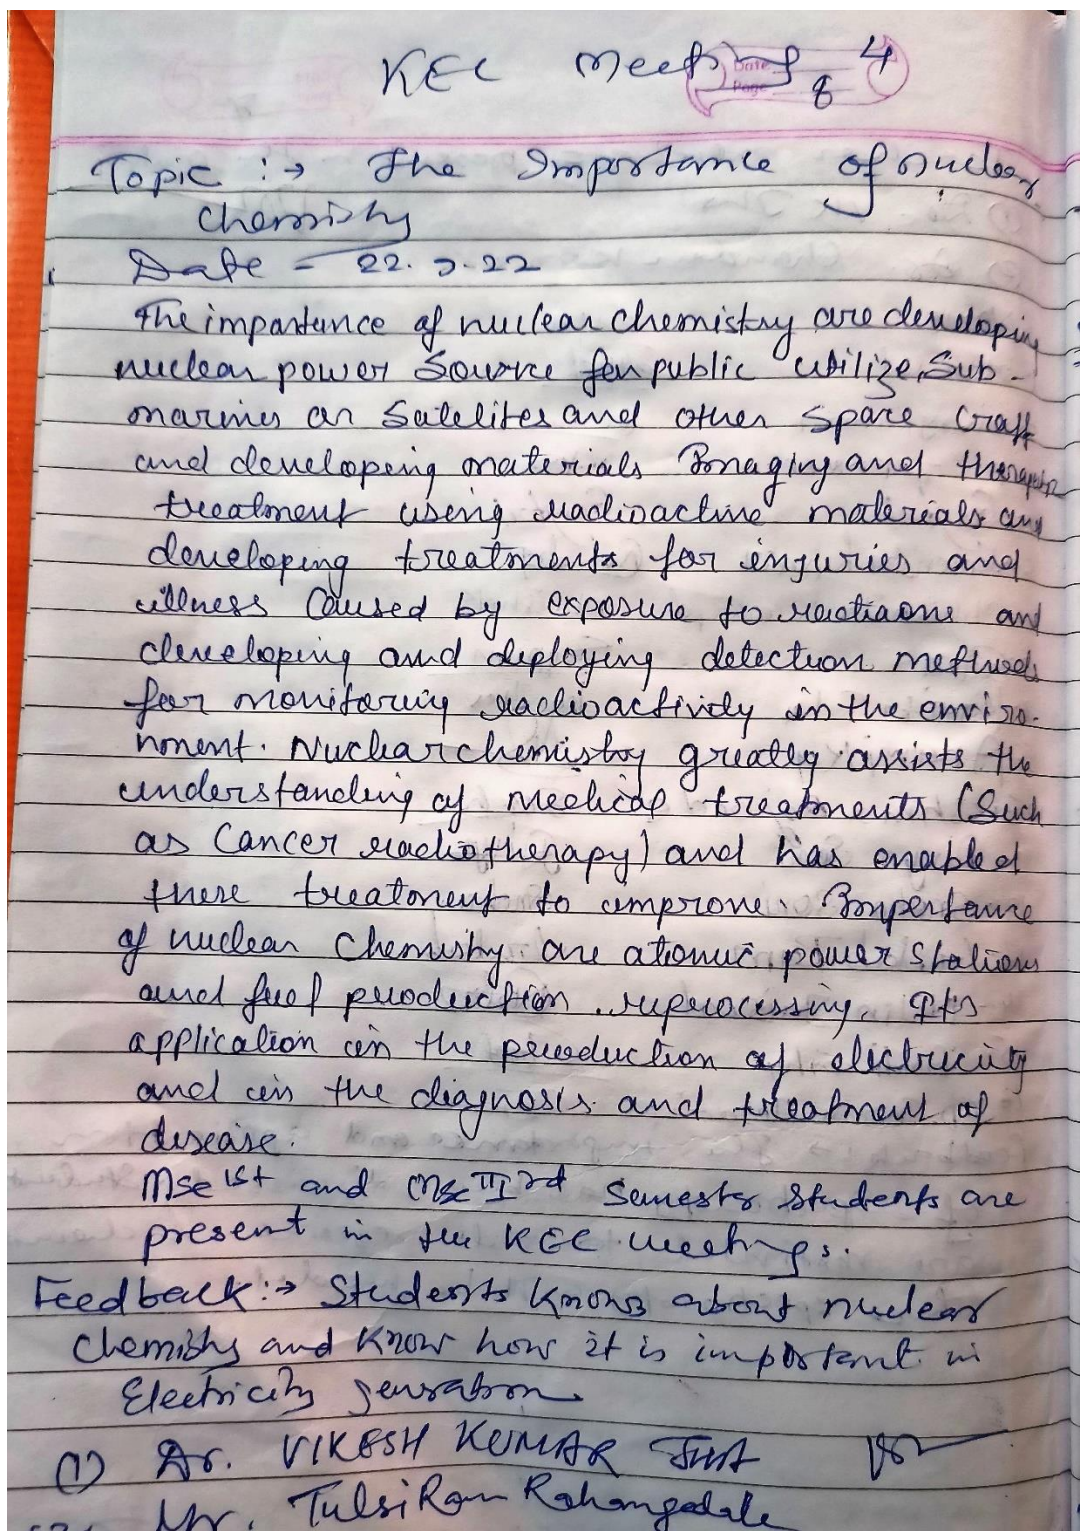 KEC Meeting 4
Date
Page 8
Topic :→ The Importance of nuclear
chemistry
Date - 22.9.22
The importance of nuclear chemistry are developing
nuclear power Source for public utilize, Sub-
marines or Satelites and other Space Craft
and developing materials Imaging and
treatment using radioactive materials and
developing treatments for injuries and
illness Caused by exposure to and
developing and deploying detection methods
for monitoring radioactivity in the enviro-
nment. Nuclear chemistry greatly assists the
understanding of medical treatments (Such
as Cancer radiotherapy) and has enabled
these treatment to improve. Importance
of nuclear Chemistry are atomic power Stations
and fuel production reprocessing. It's
application in the production of electricity
and in the diagnosis and treatment of
disease.
MSc Ist and MSc IIIrd Semester Students are
present in the KEC meetings.
Feedback :→ Students knows about nuclear
Chemistry and know how it is important in
Electricity
(1) Dr. VIKESH KUMAR JHA
Mr. TulsiRam Rahangdale